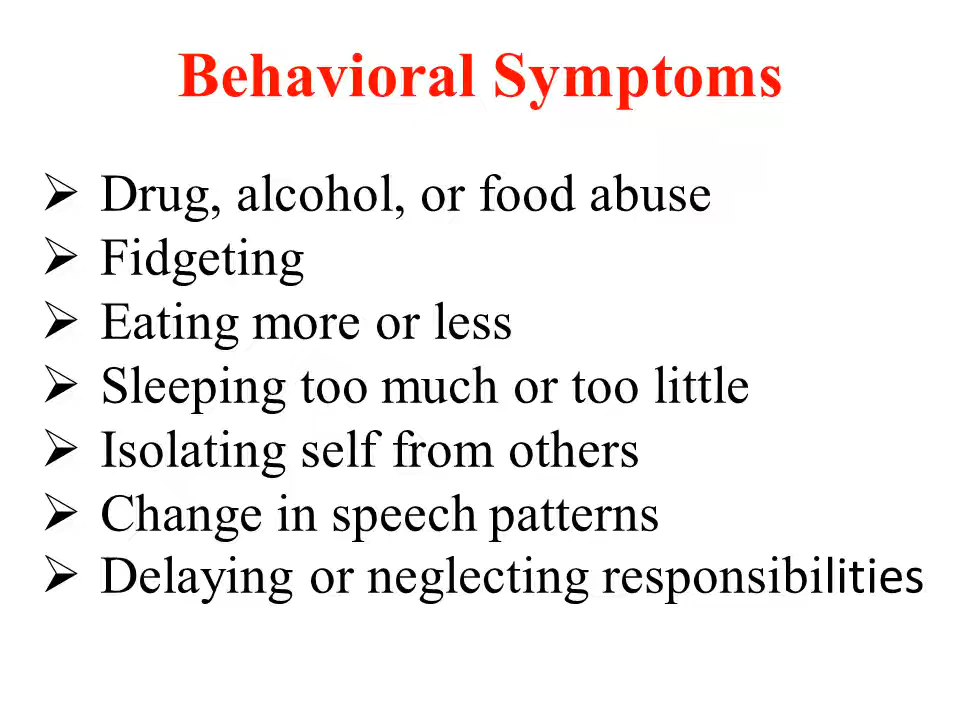 Behavioral Symptoms
➢ Drug, alcohol, or food abuse
➢ Fidgeting
➢ Eating more or less
➢ Sleeping too much or too little
➢ Isolating self from others
➢ Change in speech patterns
➢ Delaying or neglecting responsibilities